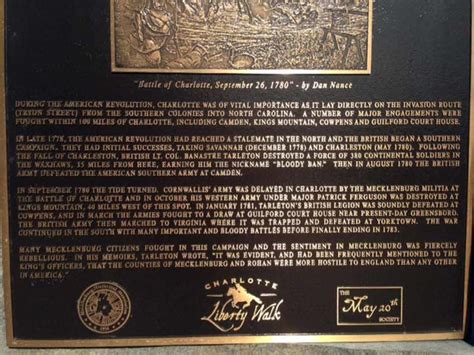 "Battle of Charlotte, September 26, 1780" - by Dan Nance
DURING THE AMERICAN REVOLUTION, CHARLOTTE WAS OF VITAL IMPORTANCE AS IT LAY DIRECTLY ON THE INVASION ROUTE
(TRYON STREET) FROM THE SOUTHERN COLONIES INTO NORTH CAROLINA. A NUMBER OF MAJOR ENGAGEMENTS WERE
FOUGHT WITHIN 100 MILES OF CHARLOTTE, INCLUDING CAMDEN, KINGS MOUNTAIN, COWPENS AND GUILFORD COURT HOUSE.
IN LATE 1778, THE AMERICAN REVOLUTION HAD REACHED A STALEMATE IN THE NORTH AND THE BRITISH BEGAN A SOUTHERN
CAMPAIGN. THEY HAD INITIAL SUCCESSES, TAKING SAVANNAH (DECEMBER 1778) AND CHARLESTON (MAY 1780). FOLLOWING
THE FALL OF CHARLESTON, BRITISH LT. COL. BANASTRE TARLETON DESTROYED A FORCE OF 380 CONTINENTAL SOLDIERS IN
THE WAXHAWS, 15 MILES FROM HERE, EARNING HIM THE NICKNAME "BLOODY BAN." THEN IN AUGUST 1780 THE BRITISH
ARMY DEFEATED THE AMERICAN SOUTHERN ARMY AT CAMDEN.
IN SEPTEMBER 1780 THE TIDE TURNED. CORNWALLIS' ARMY WAS DELAYED IN CHARLOTTE BY THE MECKLENBURG MILITIA
AT THE BATTLE OF CHARLOTTE AND IN OCTOBER HIS WESTERN ARMY UNDER MAJOR PATRICK FERGUSON WAS DESTROYED AT
KINGS MOUNTAIN, 40 MILES WEST OF THIS SPOT. IN JANUARY 1781, TARLETON'S BRITISH LEGION WAS SOUNDLY DEFEATED AT
COWPENS, AND IN MARCH THE ARMIES FOUGHT TO A DRAW AT GUILFORD COURT HOUSE NEAR PRESENT-DAY GREENSBORO.
THE BRITISH ARMY THEN MARCHED TO VIRGINIA WHERE IT WAS TRAPPED AND DEFEATED AT YORKTOWN. THE WAR
CONTINUED IN THE SOUTH WITH MANY IMPORTANT AND BLOODY BATTLES BEFORE FINALLY ENDING IN 1783.
MANY MECKLENBURG CITIZENS FOUGHT IN THIS CAMPAIGN AND THE SENTIMENT IN MECKLENBURG WAS FIERCELY
REBELLIOUS. IN HIS MEMOIRS, TARLETON WROTE, "IT WAS EVIDENT, AND HAD BEEN FREQUENTLY MENTIONED TO THE
KING'S OFFICERS, THAT THE COUNTIES OF MECKLENBURG AND ROHAN WERE MORE HOSTILE TO ENGLAND THAN ANY OTHER
IN AMERICA."
CHARLOTTE
Liberty Walk
THE
May 20th
SOCIETY